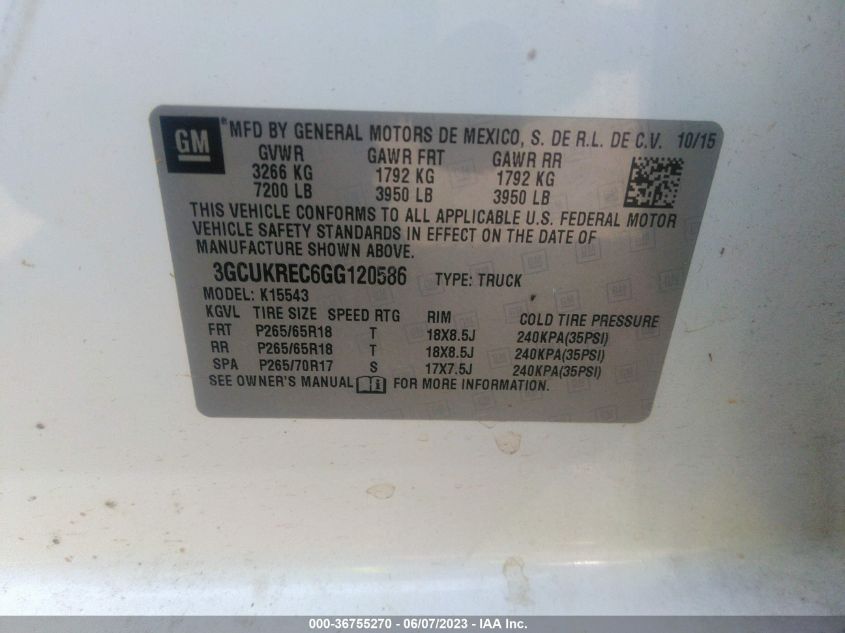 GM ® MFD BY GENERAL MOTORS DE MEXICO, S. DE R.L. DE C.V. 10/15
GVWR GAWR FRT GAWR RR
3266 KG 1792 KG 1792 KG
7200 LB 3950 LB 3950 LB
THIS VEHICLE CONFORMS TO ALL APPLICABLE U.S. FEDERAL MOTOR
VEHICLE SAFETY STANDARDS IN EFFECT ON THE DATE OF
MANUFACTURE SHOWN ABOVE.
3GCUKREC6GG120586 TYPE: TRUCK
MODEL: K15543
KGVL TIRE SIZE SPEED RTG RIM COLD TIRE PRESSURE
FRT P265/65R18 T 18X8.5J 240KPA(35PSI)
RR P265/65R18 T 18X8.5J 240KPA(35PSI)
SPA P265/70R17 S 17X7.5J 240KPA(35PSI)
SEE OWNER'S MANUAL FOR MORE INFORMATION.
000-36755270 - 06/07/2023 - IAA Inc.